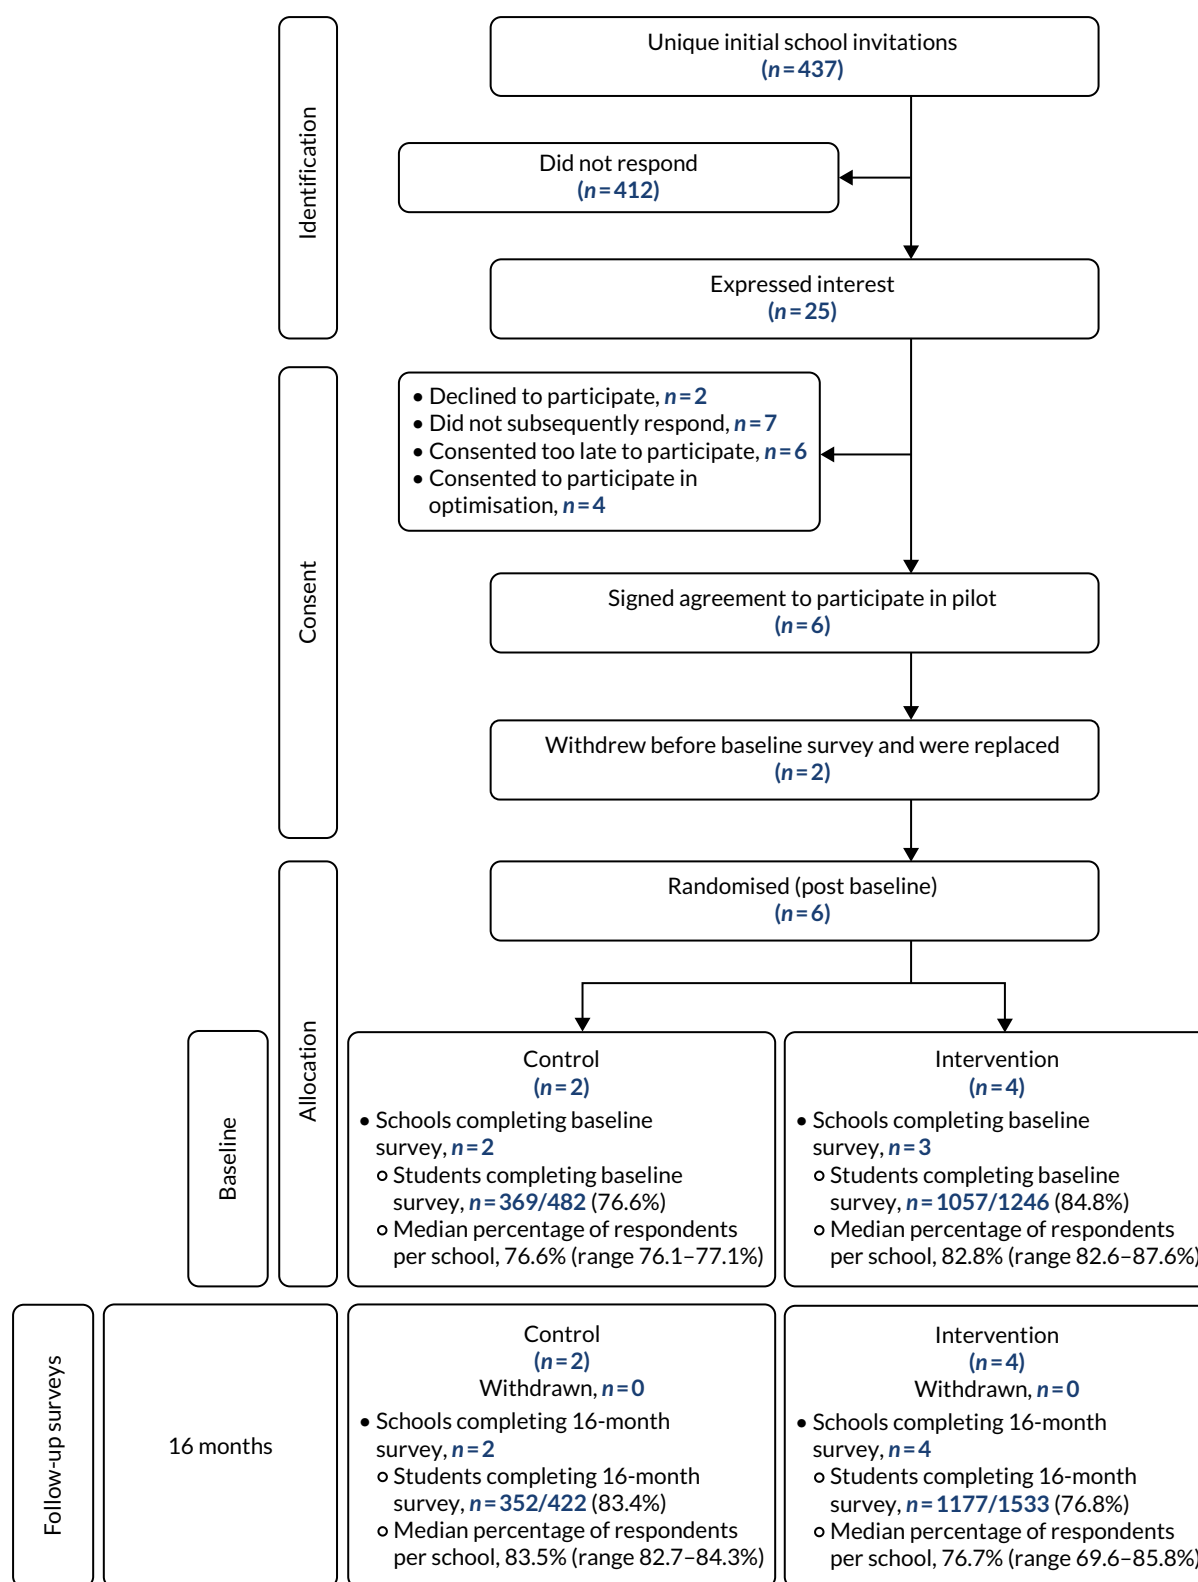 Identification
Unique initial school invitations
(n=437)
Did not respond
(n=412)
Expressed interest
(n=25)
Consent
• Declined to participate, n=2
• Did not subsequently respond, n=7
• Consented too late to participate, n=6
• Consented to participate in
optimisation, n=4
Signed agreement to participate in pilot
(n=6)
Withdrew before baseline survey and were replaced
(n=2)
Allocation
Randomised (post baseline)
(n=6)
Baseline
Control
(n=2)
• Schools completing baseline
survey, n=2
Students completing baseline
survey, n=369/482 (76.6%)
Median percentage of respondents
per school, 76.6% (range 76.1–77.1%)
Intervention
(n=4)
• Schools completing baseline
survey, n=3
Students completing baseline
survey, n=1057/1246 (84.8%)
Median percentage of respondents
per school, 82.8% (range 82.6–87.6%)
Follow-up surveys
16 months
Control
(n=2)
Withdrawn, n=0
• Schools completing 16-month
survey, n=2
Students completing 16-month
survey, n=352/422 (83.4%)
Median percentage of respondents
per school, 83.5% (range 82.7–84.3%)
Intervention
(n=4)
Withdrawn, n=0
• Schools completing 16-month
survey, n=4
Students completing 16-month
survey, n=1177/1533 (76.8%)
Median percentage of respondents
per school, 76.7% (range 69.6–85.8%)